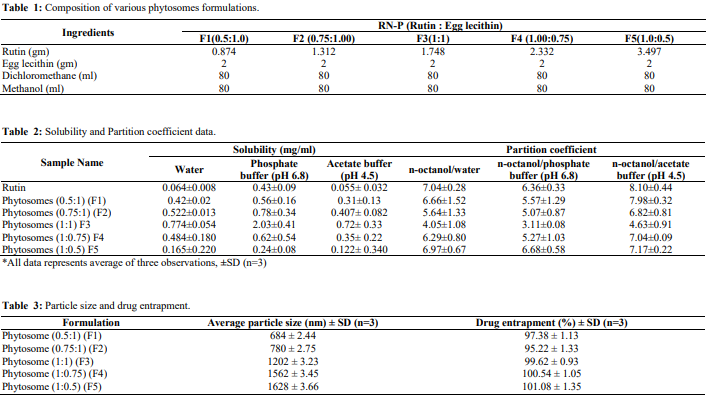 Table 1: Composition of various phytosomes formulations.
Ingredients RN-P (Rutin : Egg lecithin)
F1(0.5:1.0) F2 (0.75:1.00) F3(1:1) F4 (1.00:0.75) F5(1.0:0.5)
Rutin (gm) 0.874 1.312 1.748 2.332 3.497
Egg lecithin (gm) 2 2 2 2 2
Dichloromethane (ml) 80 80 80 80 80
Methanol (ml) 80 80 80 80 80
Table 2: Solubility and Partition coefficient data.
Sample Name Solubility (mg/ml) Partition coefficient
Water Phosphate buffer (pH 6.8) Acetate buffer (pH 4.5) n-octanol/water n-octanol/phosphate buffer (pH 6.8) n-octanol/acetate buffer (pH 4.5)
Rutin 0.064±0.008 0.43±0.09 0.055± 0.032 7.04±0.28 6.36±0.33 8.10±0.44
Phytosomes (0.5:1) (F1) 0.42±0.02 0.56±0.16 0.31±0.13 6.66±1.52 5.57±1.29 7.98±0.32
Phytosomes (0.75:1) (F2) 0.522±0.013 0.78±0.34 0.407± 0.082 5.64±1.33 5.07±0.87 6.82±0.81
Phytosomes (1:1) F3 0.774±0.054 2.03±0.41 0.72± 0.33 4.05±1.08 3.11±0.08 4.63±0.91
Phytosomes (1:0.75) F4 0.484±0.180 0.62±0.54 0.35± 0.22 6.29±0.80 5.27±1.03 7.04±0.09
Phytosomes (1:0.5) F5 0.165±0.220 0.24±0.08 0.122± 0.340 6.97±0.67 6.68±0.58 7.17±0.22
*All data represents average of three observations, ±SD (n=3)
Table 3: Particle size and drug entrapment.
Formulation Average particle size (nm) ± SD (n=3) Drug entrapment (%) ± SD (n=3)
Phytosome (0.5:1) (F1) 684 ± 2.44 97.38 ± 1.13
Phytosome (0.75:1) (F2) 780 ± 2.75 95.22 ± 1.33
Phytosome (1:1) (F3) 1202 ± 3.23 99.62 ± 0.93
Phytosome (1:0.75) (F4) 1562 ± 3.45 100.54 ± 1.05
Phytosome (1:0.5) (F5) 1628 ± 3.66 101.08 ± 1.35